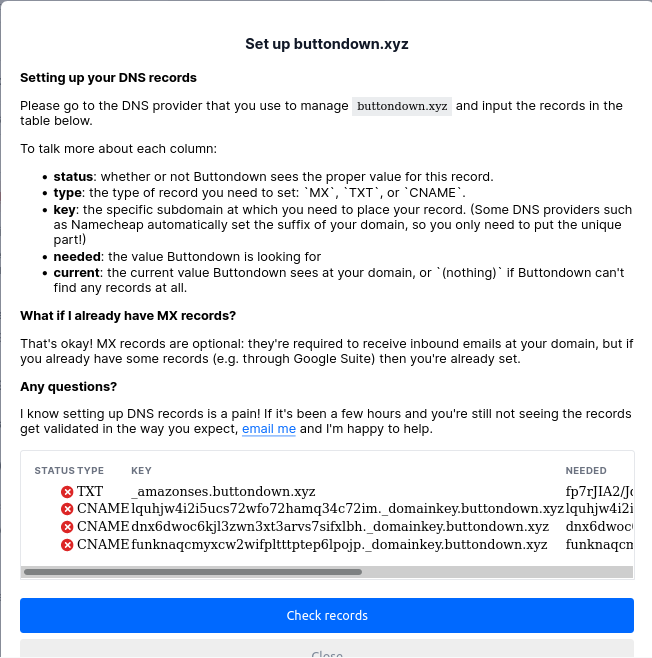 Set up buttondown.xyz
Setting up your DNS records
Please go to the DNS provider that you use to manage buttondown.xyz and input the records in the
table below.
To talk more about each column:
• status: whether or not Buttondown sees the proper value for this record.
• type: the type of record you need to set: `MX`, `TXT`, or `CNAME`.
• key: the specific subdomain at which you need to place your record. (Some DNS providers such
as Namecheap automatically set the suffix of your domain, so you only need to put the unique
part!)
• needed: the value Buttondown is looking for
• current: the current value Buttondown sees at your domain, or `(nothing)` if Buttondown can't
find any records at all.
What if I already have MX records?
That's okay! MX records are optional: they're required to receive inbound emails at your domain, but if
you already have some records (e.g. through Google Suite) then you're already set.
Any questions?
I know setting up DNS records is a pain! If it's been a few hours and you're still not seeing the records
get validated in the way you expect, email me and I'm happy to help.
STATUS TYPE KEY NEEDED
TXT _amazonses.buttondown.xyz fp7rJIA2/J
CNAME lquhjw4i2i5ucs72wfo72hamq34c72im._domainkey.buttondown.xyz lquhjw4i2i
CNAME dnx6dwoc6kjl3zwn3xt3arvs7sifxlbh._domainkey.buttondown.xyz dnx6dwoc
CNAME funknaqcmyxcw2wifpltttptep6lpojp._domainkey.buttondown.xyz funknaqcm
Check records
Close